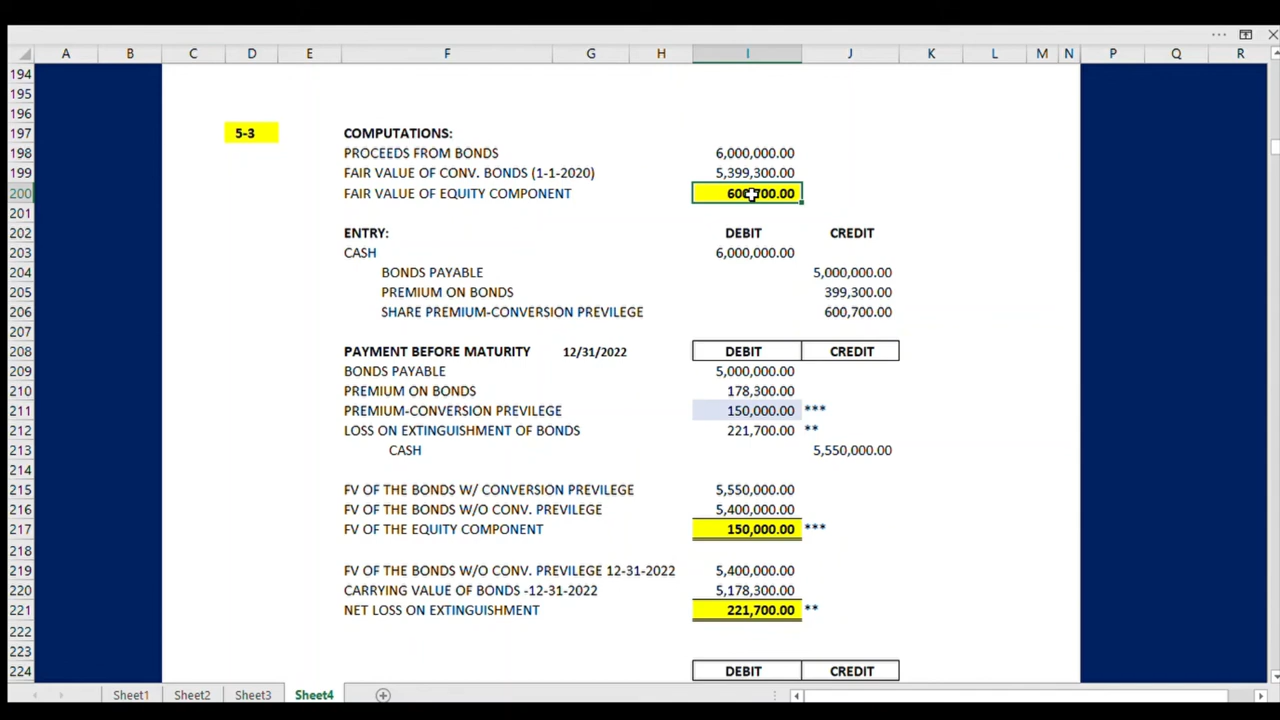 A B C D E F G H I J K L M N P Q R
194
195
196
197 5-3 COMPUTATIONS:
198 PROCEEDS FROM BONDS 6,000,000.00
199 FAIR VALUE OF CONV. BONDS (1-1-2020) 5,399,300.00
200 FAIR VALUE OF EQUITY COMPONENT 600,700.00
201
202 ENTRY: DEBIT CREDIT
203 CASH 6,000,000.00
204 BONDS PAYABLE 5,000,000.00
205 PREMIUM ON BONDS 399,300.00
206 SHARE PREMIUM-CONVERSION PREVILEGE 600,700.00
207
208 PAYMENT BEFORE MATURITY 12/31/2022 DEBIT CREDIT
209 BONDS PAYABLE 5,000,000.00
210 PREMIUM ON BONDS 178,300.00
211 PREMIUM-CONVERSION PREVILEGE 150,000.00 ***
212 LOSS ON EXTINGUISHMENT OF BONDS 221,700.00 **
213 CASH 5,550,000.00
214
215 FV OF THE BONDS W/ CONVERSION PREVILEGE 5,550,000.00
216 FV OF THE BONDS W/O CONV. PREVILEGE 5,400,000.00
217 FV OF THE EQUITY COMPONENT 150,000.00 ***
218
219 FV OF THE BONDS W/O CONV. PREVILEGE 12-31-2022 5,400,000.00
220 CARRYING VALUE OF BONDS -12-31-2022 5,178,300.00
221 NET LOSS ON EXTINGUISHMENT 221,700.00 **
222
223
224 DEBIT CREDIT
Sheet1 Sheet2 Sheet3 Sheet4